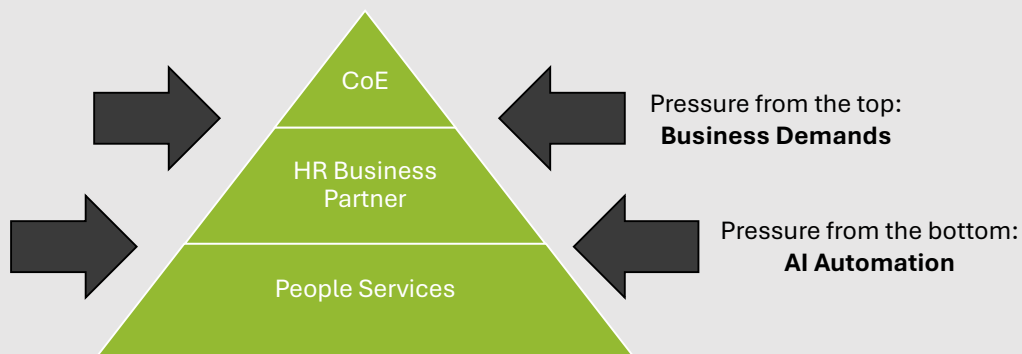 CoE
Pressure from the top:
Business Demands
HR Business
Partner
Pressure from the bottom:
AI Automation
People Services